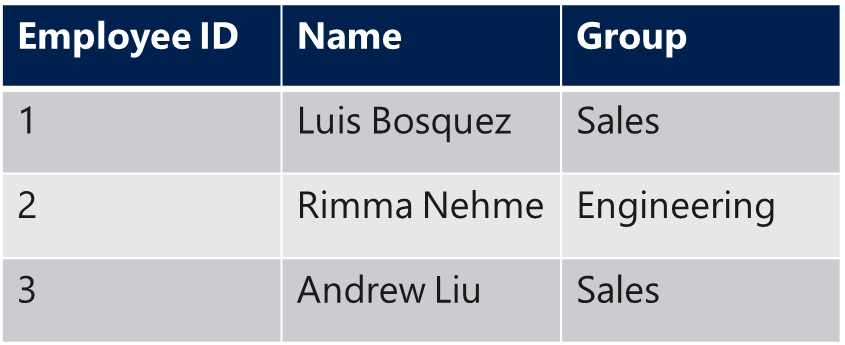 Employee ID Name Group
1 Luis Bosquez Sales
2 Rimma Nehme Engineering
3 Andrew Liu Sales